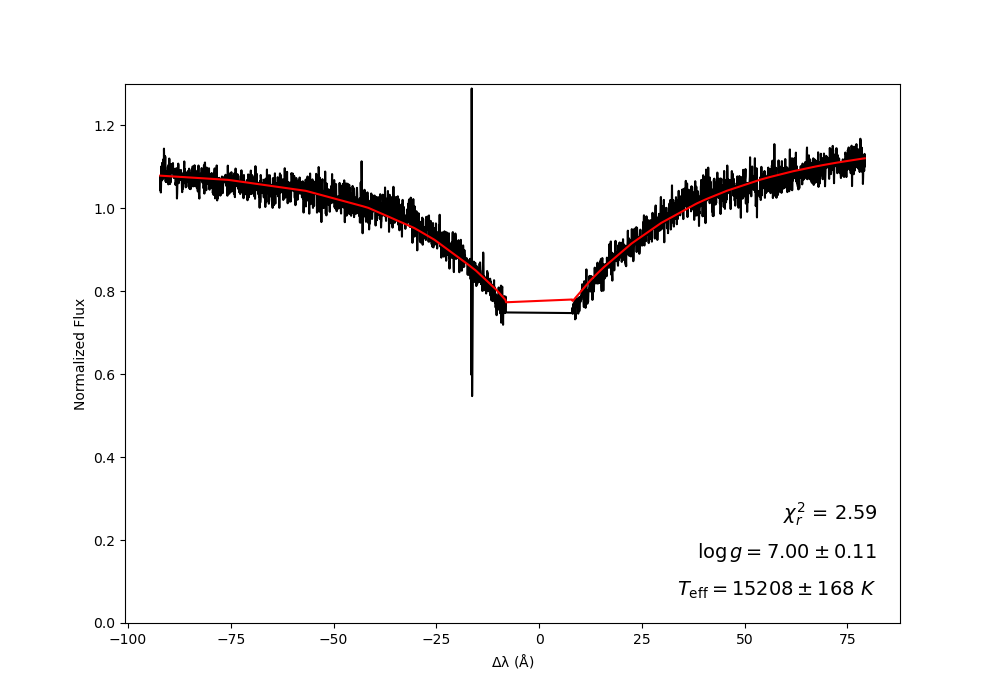 1.2
1.0
0.8
0.6
0.4
0.2
0.0
Normalized Flux
χ²ᵣ = 2.59
log g = 7.00 ± 0.11
T_eff = 15208 ± 168 K
−100 −75 −50 −25 0 25 50 75
Δλ (Å)